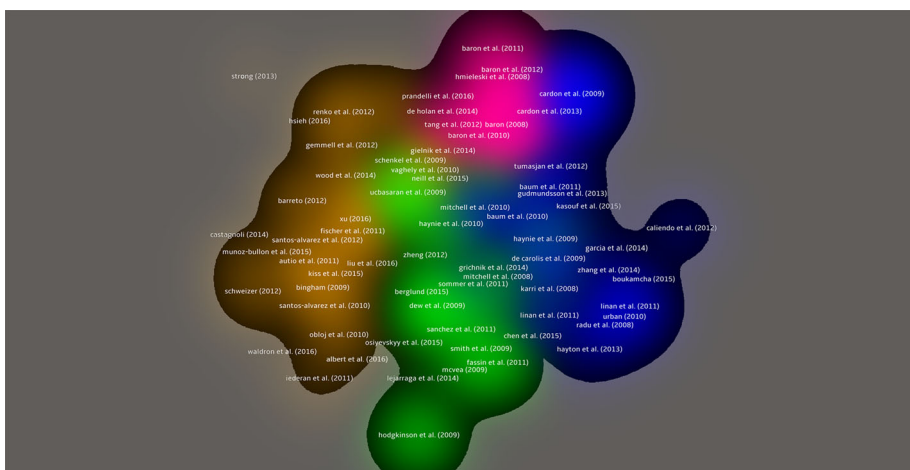 baron et al. (2011)
baron et al. (2012)
strang (2013)
hmieleski et al. (2008)
cardon et al. (2009)
prandelli et al. (2016)
renko et al. (2012)
de holan et al. (2014)
cardon et al. (2013)
hsieh (2016)
tang et al. (2012)
baron (2008)
baron et al. (2010)
gemmell et al. (2012)
gielnik et al. (2014)
schenkel et al. (2009)
tumasjan et al. (2012)
vaghely et al. (2010)
wood et al. (2014)
neill et al. (2015)
baum et al. (2011)
ucbasaran et al. (2009)
gudmundsson et al. (2013)
barreto (2012)
mitchell et al. (2010)
kasouf et al. (2015)
baum et al. (2010)
xu (2016)
haynie et al. (2010)
caliendo et al. (2012)
fischer et al. (2011)
castagnoli (2014)
santos-alvarez et al. (2012)
haynie et al. (2009)
garcia et al. (2014)
munoz-bullon et al. (2015)
zheng (2012)
de carolis et al. (2009)
autio et al. (2011)
liu et al. (2016)
grichnik et al. (2014)
zhang et al. (2014)
kiss et al. (2015)
mitchell et al. (2008)
boukamcha (2015)
sommer et al. (2011)
bingham (2009)
karri et al. (2008)
schweizer (2012)
berglund (2015)
santos-alvarez et al. (2010)
dew et al. (2009)
linan et al. (2011)
linan et al. (2011)
urban (2010)
radu et al. (2008)
sanchez et al. (2011)
obloj et al. (2010)
chen et al. (2015)
osiyevskyy et al. (2015)
smith et al. (2009)
hayton et al. (2013)
waldron et al. (2016)
albert et al. (2016)
fassin et al. (2011)
mcvea (2009)
iederan et al. (2011)
lejarraga et al. (2014)
hodgkinson et al. (2009)